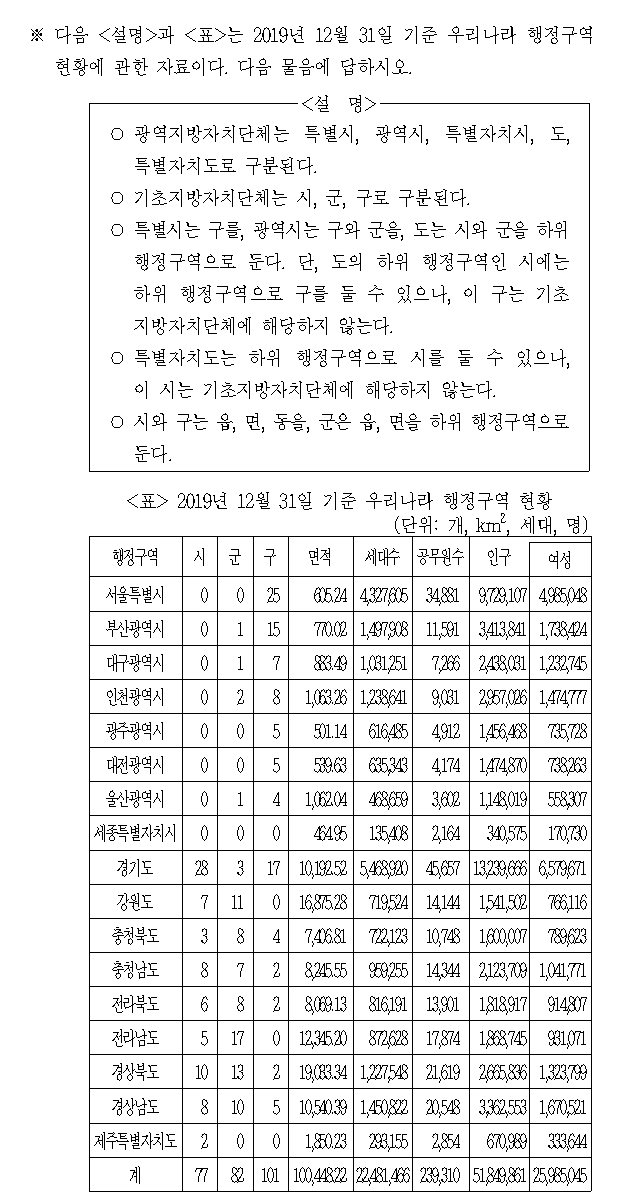 ※ 다음 <설명>과 <표>는 2019년 12월 31일 기준 우리나라 행정구역
현황에 관한 자료이다. 다음 물음에 답하시오.
<설 명>
○ 광역지방자치단체는 특별시, 광역시, 특별자치시, 도,
특별자치도로 구분된다.
○ 기초지방자치단체는 시, 군, 구로 구분된다.
○ 특별시는 구를, 광역시는 구와 군을, 도는 시와 군을 하위
행정구역으로 둔다. 단, 도의 하위 행정구역인 시에는
하위 행정구역으로 구를 둘 수 있으나, 이 구는 기초
지방자치단체에 해당하지 않는다.
○ 특별자치도는 하위 행정구역으로 시를 둘 수 있으나,
이 시는 기초지방자치단체에 해당하지 않는다.
○ 시와 구는 읍, 면, 동을, 군은 읍, 면을 하위 행정구역으로
둔다.
<표> 2019년 12월 31일 기준 우리나라 행정구역 현황
(단위: 개, km², 세대, 명)
행정구역 시 군 구 면적 세대수 공무원수 인구 여성
서울특별시 0 0 25 605.24 4,327,605 34,881 9,729,107 4,985,048
부산광역시 0 1 15 770.02 1,497,908 11,591 3,413,841 1,738,424
대구광역시 0 1 7 883.49 1,031,251 7,266 2,438,031 1,232,745
인천광역시 0 2 8 1,063.26 1,238,641 9,031 2,957,026 1,474,777
광주광역시 0 0 5 501.14 616,485 4,912 1,456,468 735,728
대전광역시 0 0 5 539.63 635,343 4,174 1,474,870 738,263
울산광역시 0 1 4 1,062.04 468,659 3,602 1,148,019 558,307
세종특별자치시 0 0 0 464.95 135,408 2,164 340,575 170,730
경기도 28 3 17 10,192.52 5,468,920 45,657 13,239,666 6,579,671
강원도 7 11 0 16,875.28 719,524 14,144 1,541,502 766,116
충청북도 3 8 4 7,406.81 722,123 10,748 1,600,007 789,623
충청남도 8 7 2 8,245.55 959,255 14,344 2,123,709 1,041,771
전라북도 6 8 2 8,069.13 816,191 13,901 1,818,917 914,807
전라남도 5 17 0 12,345.20 872,628 17,874 1,868,745 931,071
경상북도 10 13 2 19,033.34 1,227,548 21,619 2,665,836 1,323,799
경상남도 8 10 5 10,540.39 1,450,822 20,548 3,362,553 1,670,521
제주특별자치도 2 0 0 1,850.23 293,155 2,854 670,989 333,644
계 77 82 101 100,448.22 22,481,466 239,310 51,849,861 25,985,045